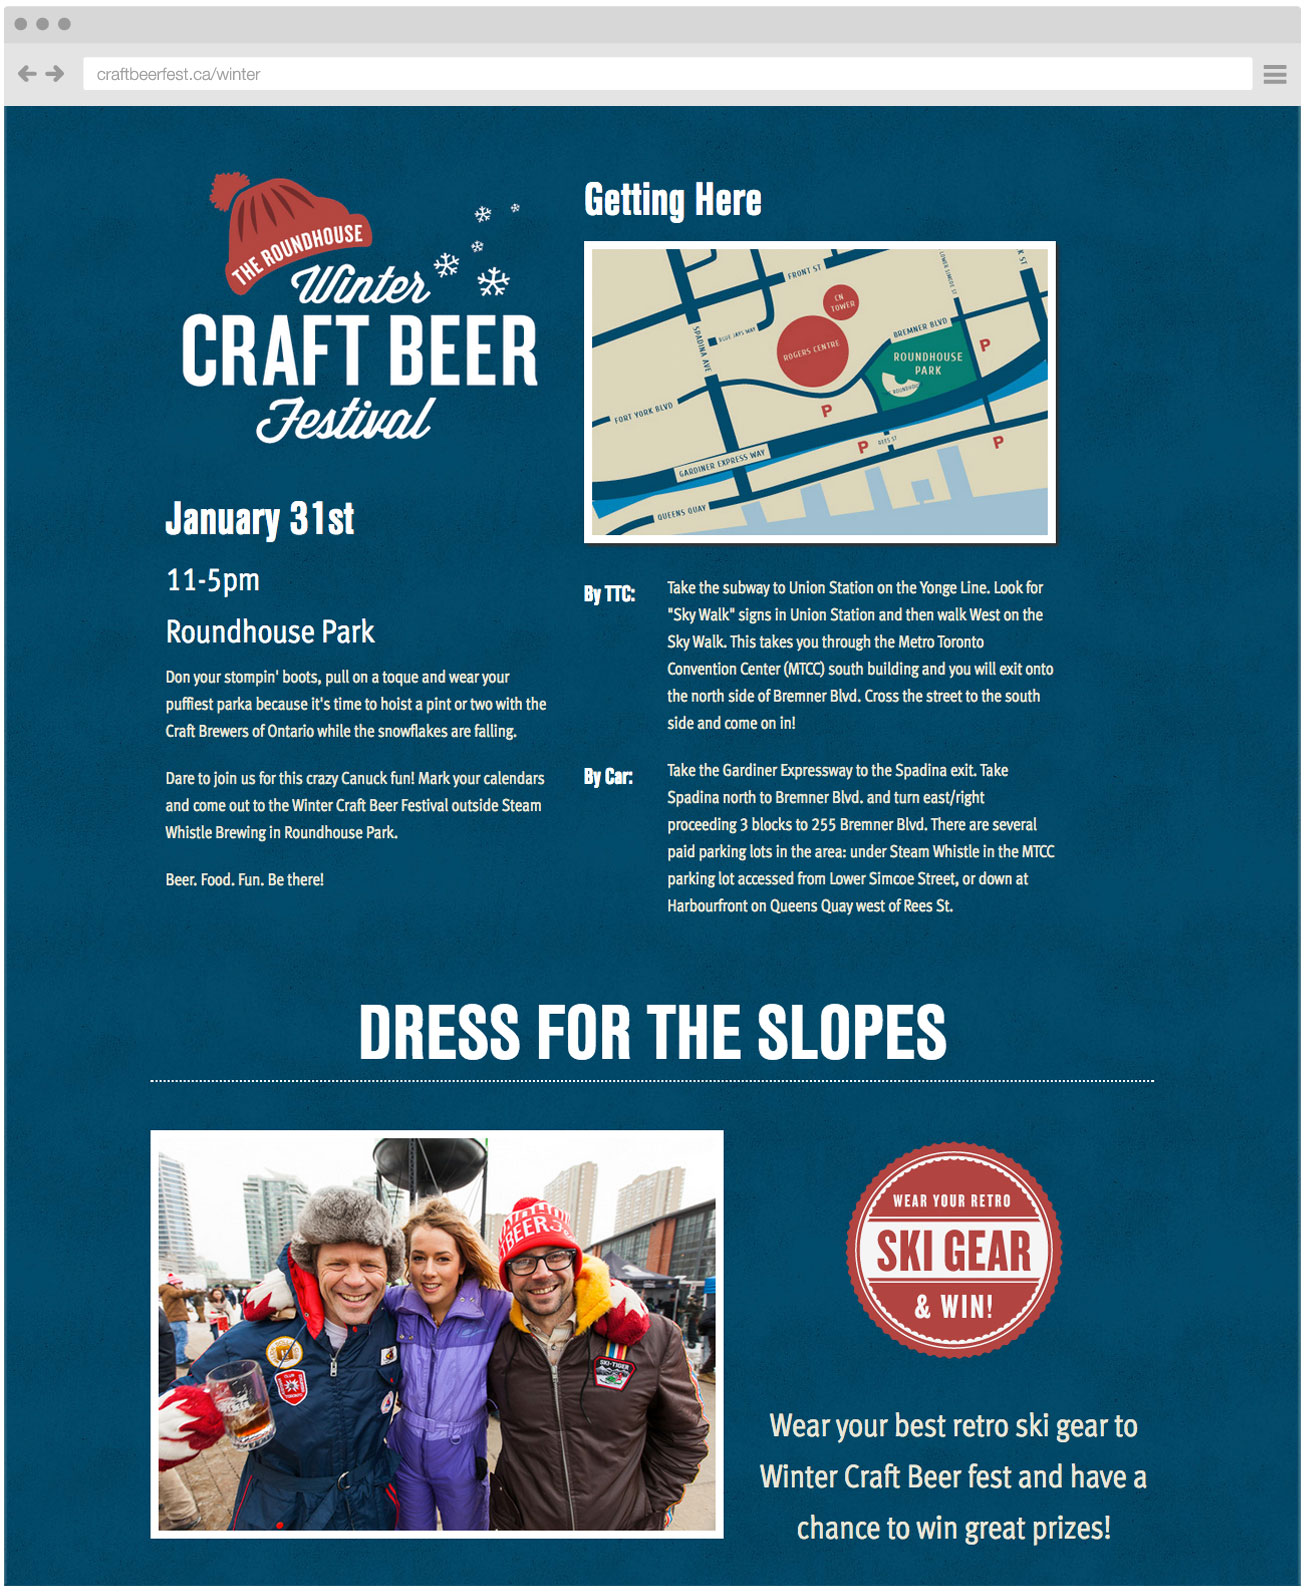 craftbeerfest.ca/winter
THE ROUNDHOUSE
Winter
CRAFT BEER
Festival
January 31st
11-5pm
Roundhouse Park
Don your stompin' boots, pull on a toque and wear your
puffiest parka because it's time to hoist a pint or two with the
Craft Brewers of Ontario while the snowflakes are falling.
Dare to join us for this crazy Canuck fun! Mark your calendars
and come out to the Winter Craft Beer Festival outside Steam
Whistle Brewing in Roundhouse Park.
Beer. Food. Fun. Be there!
Getting Here
FRONT ST
LOWER SIMCOE ST
K ST
CN
TOWER
SPADINA AVE
BLUE JAYS WAY
ROGERS CENTRE
BREMNER BLVD
ROUNDHOUSE
PARK
P
ROUNDHOUSE
FORT YORK BLVD
P
P
REES ST
P
GARDINER EXPRESS WAY
QUEENS QUAY
By TTC:
Take the subway to Union Station on the Yonge Line. Look for
"Sky Walk" signs in Union Station and then walk West on the
Sky Walk. This takes you through the Metro Toronto
Convention Center (MTCC) south building and you will exit onto
the north side of Bremner Blvd. Cross the street to the south
side and come on in!
By Car:
Take the Gardiner Expressway to the Spadina exit. Take
Spadina north to Bremner Blvd. and turn east/right
proceeding 3 blocks to 255 Bremner Blvd. There are several
paid parking lots in the area: under Steam Whistle in the MTCC
parking lot accessed from Lower Simcoe Street, or down at
Harbourfront on Queens Quay west of Rees St.
DRESS FOR THE SLOPES
BEER
SKI-TIGER
WEAR YOUR RETRO
SKI GEAR
& WIN!
Wear your best retro ski gear to
Winter Craft Beer fest and have a
chance to win great prizes!